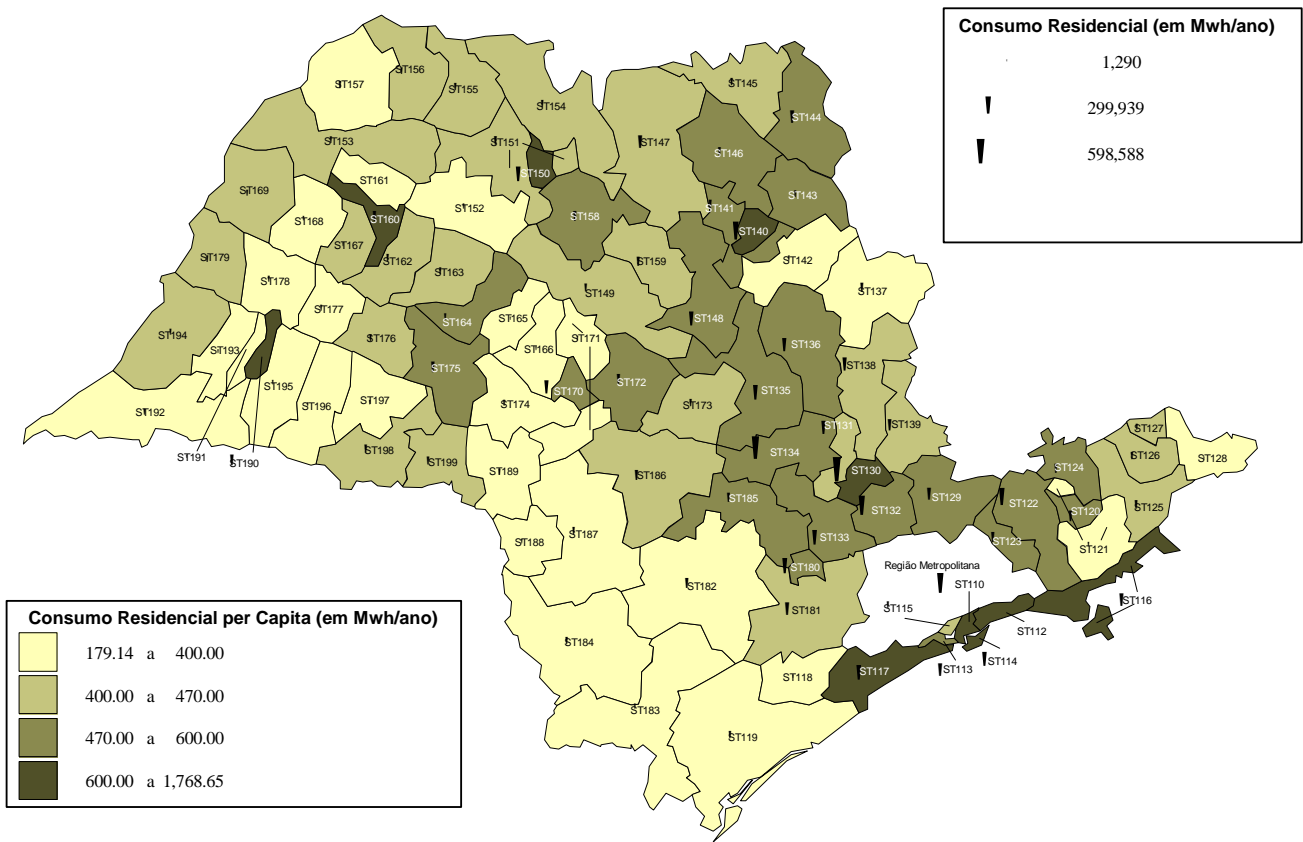 Consumo Residencial (em Mwh/ano)
1,290
299,939
598,588
ST157
ST156
ST155
ST154
ST145
ST144
ST153
ST151
ST147
ST146
ST150
ST161
ST169
ST152
ST143
ST141
ST168
ST160
ST158
ST140
ST167
ST179
ST162
ST163
ST159
ST142
ST178
ST149
ST137
ST177
ST164
ST165
ST148
ST194
ST176
ST171
ST136
ST193
ST166
ST175
ST138
ST195
ST170
ST172
ST135
ST192
ST196
ST197
ST174
ST173
ST139
ST131
ST127
ST191
ST190
ST198
ST199
ST134
ST126
ST128
ST189
ST186
ST130
ST124
ST185
ST129
ST122
ST125
ST132
ST120
ST187
ST188
ST133
ST123
ST121
Região Metropolitana
ST180
ST182
ST110
ST181
ST115
ST116
ST112
ST184
ST114
ST113
ST118
ST117
ST183
ST119
Consumo Residencial per Capita (em Mwh/ano)
179.14 a 400.00
400.00 a 470.00
470.00 a 600.00
600.00 a 1,768.65